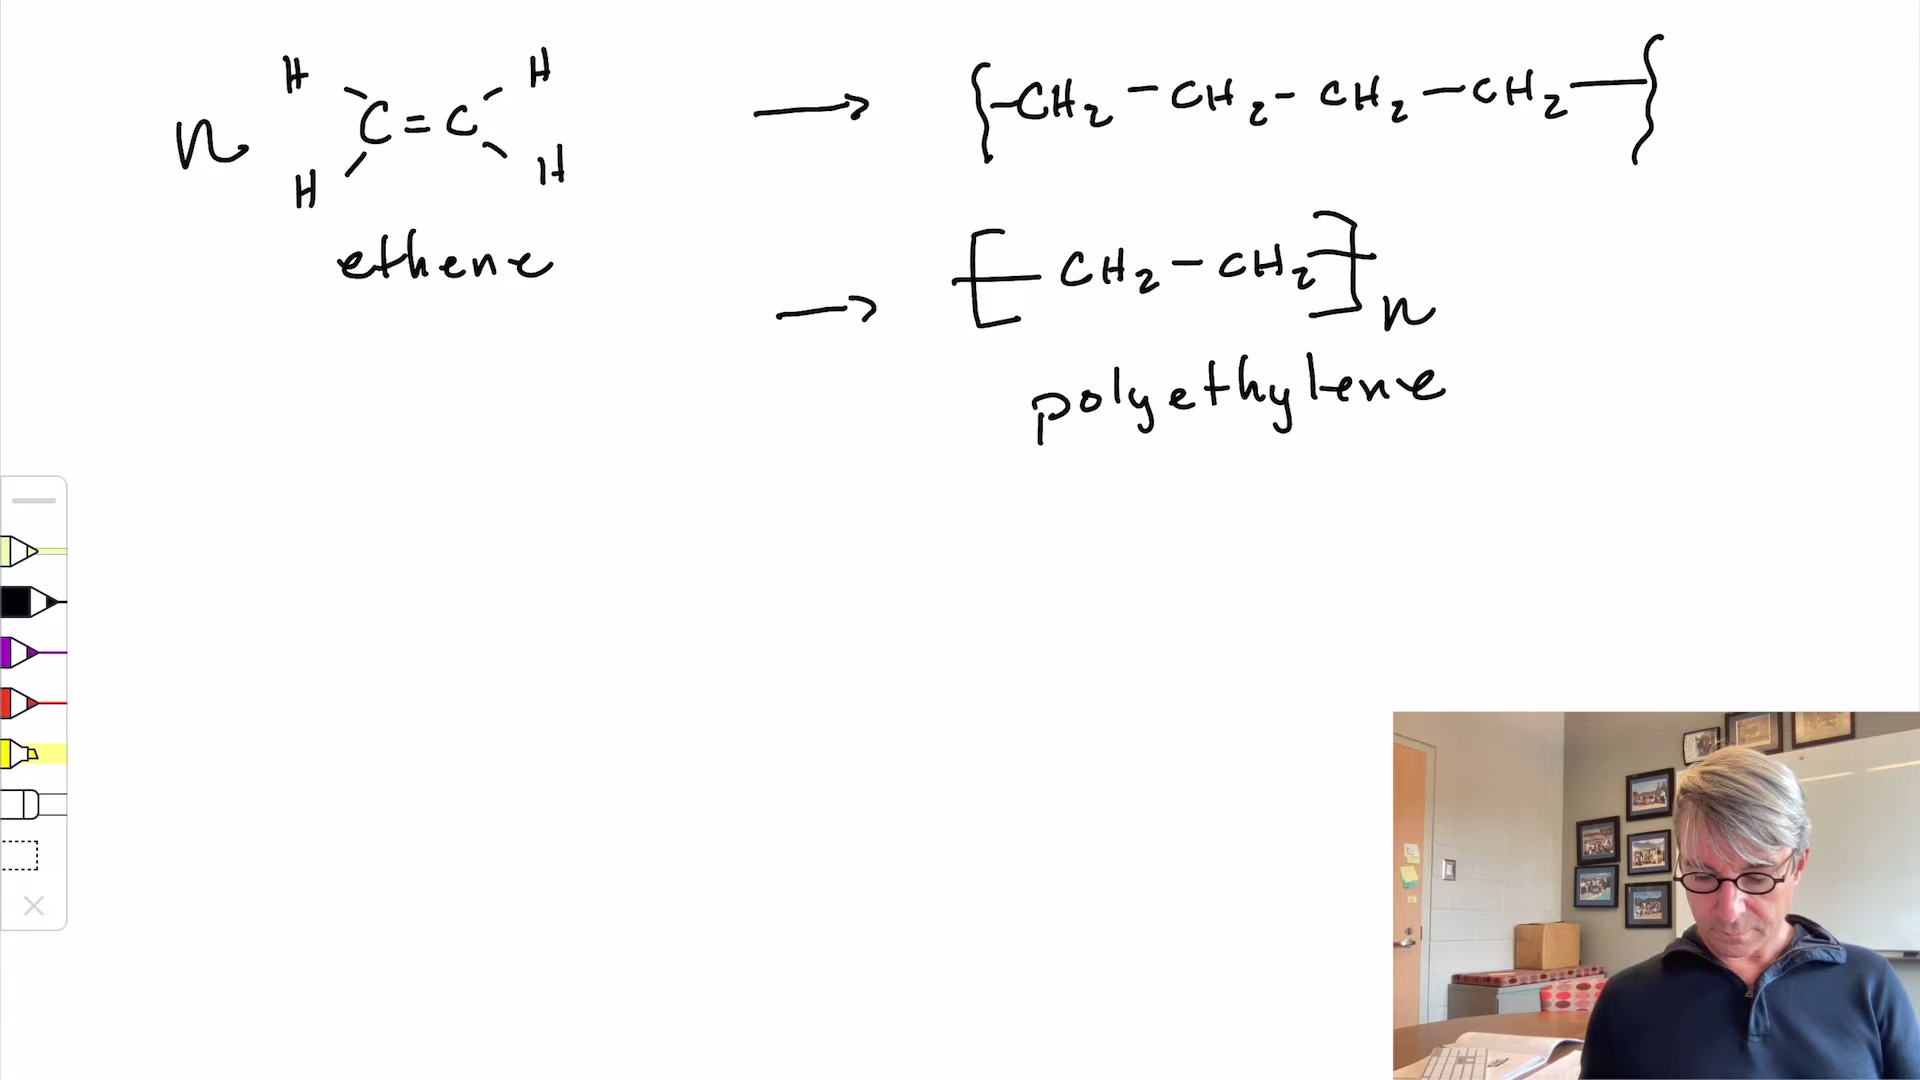 n H H C = C H H
→ {-CH₂ - CH₂ - CH₂ - CH₂ -}
ethene
→ [-CH₂ - CH₂-]n
polyethylene